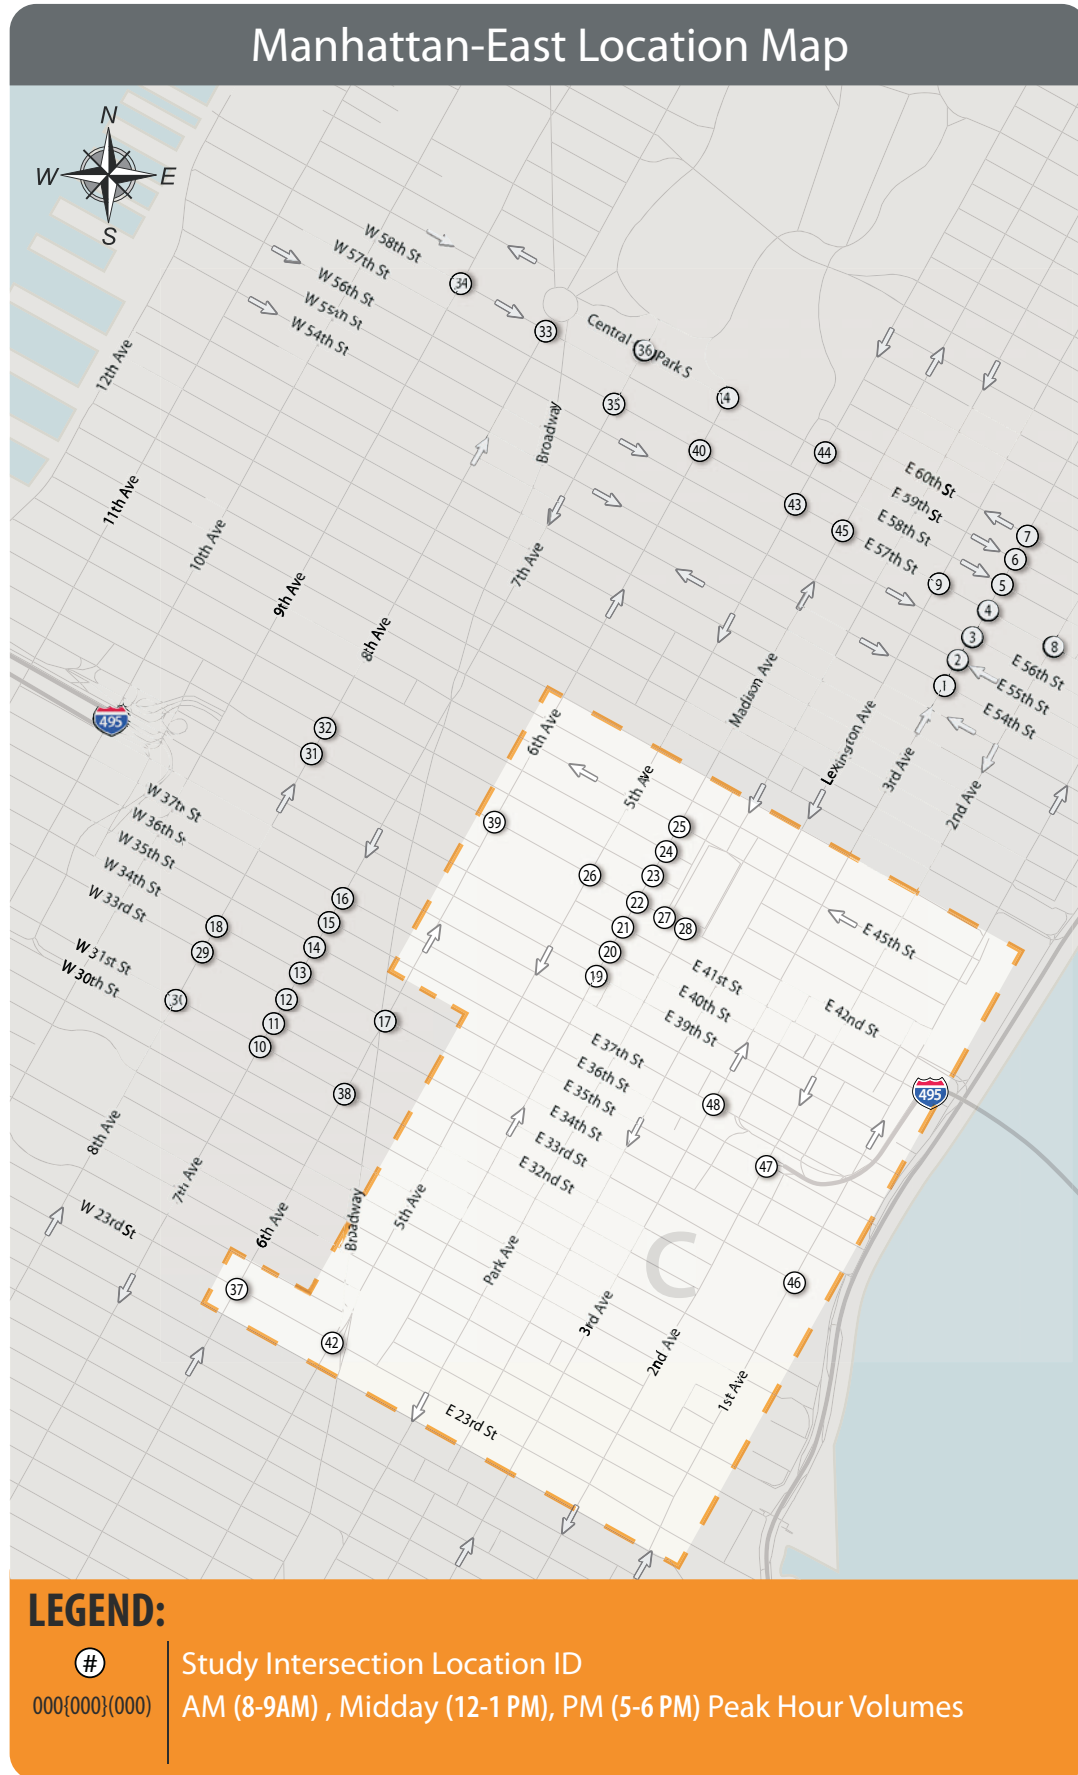 Manhattan-East Location Map
N
W E
S
W 58th St
W 57th St
W 56th St
W 55th St
W 54th St
34
33
Central Park S
36
35
40
44
43
45
12th Ave
11th Ave
10th Ave
9th Ave
8th Ave
Broadway
7th Ave
E 60th St
E 59th St
E 58th St
E 57th St
7
6
5
9
4
3
8
2
1
E 56th St
E 55th St
E 54th St
Madison Ave
Lexington Ave
3rd Ave
2nd Ave
495
32
31
6th Ave
5th Ave
39
25
24
26
23
22
27
28
21
20
19
W 37th St
W 36th St
W 35th St
W 34th St
W 33rd St
W 31st St
W 30th St
16
15
18
14
29
13
12
11
10
17
38
E 45th St
E 41st St
E 40th St
E 39th St
E 42nd St
E 37th St
E 36th St
E 35th St
E 34th St
E 33rd St
E 32nd St
48
495
47
8th Ave
7th Ave
W 23rd St
6th Ave
Broadway
5th Ave
Park Ave
C
46
37
42
3rd Ave
2nd Ave
1st Ave
E 23rd St
LEGEND:
# Study Intersection Location ID
000{000}(000) AM (8-9AM) , Midday (12-1 PM), PM (5-6 PM) Peak Hour Volumes